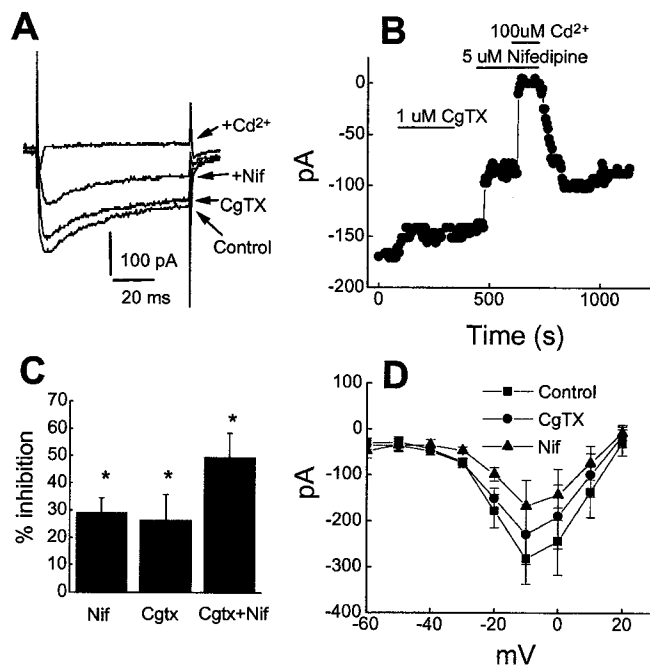 A
+Cd²⁺
+Nif
CgTX
Control
100 pA
20 ms
B
100uM Cd²⁺
5 uM Nifedipine
1 uM CgTX
0
-50
-100
-150
-200
pA
0 500 1000
Time (s)
C
70
60
50
40
30
20
10
0
% inhibition
* * *
Nif Cgtx Cgtx+Nif
D
Control
CgTX
Nif
100
0
-100
-200
-300
-400
pA
-60 -40 -20 0 20
mV